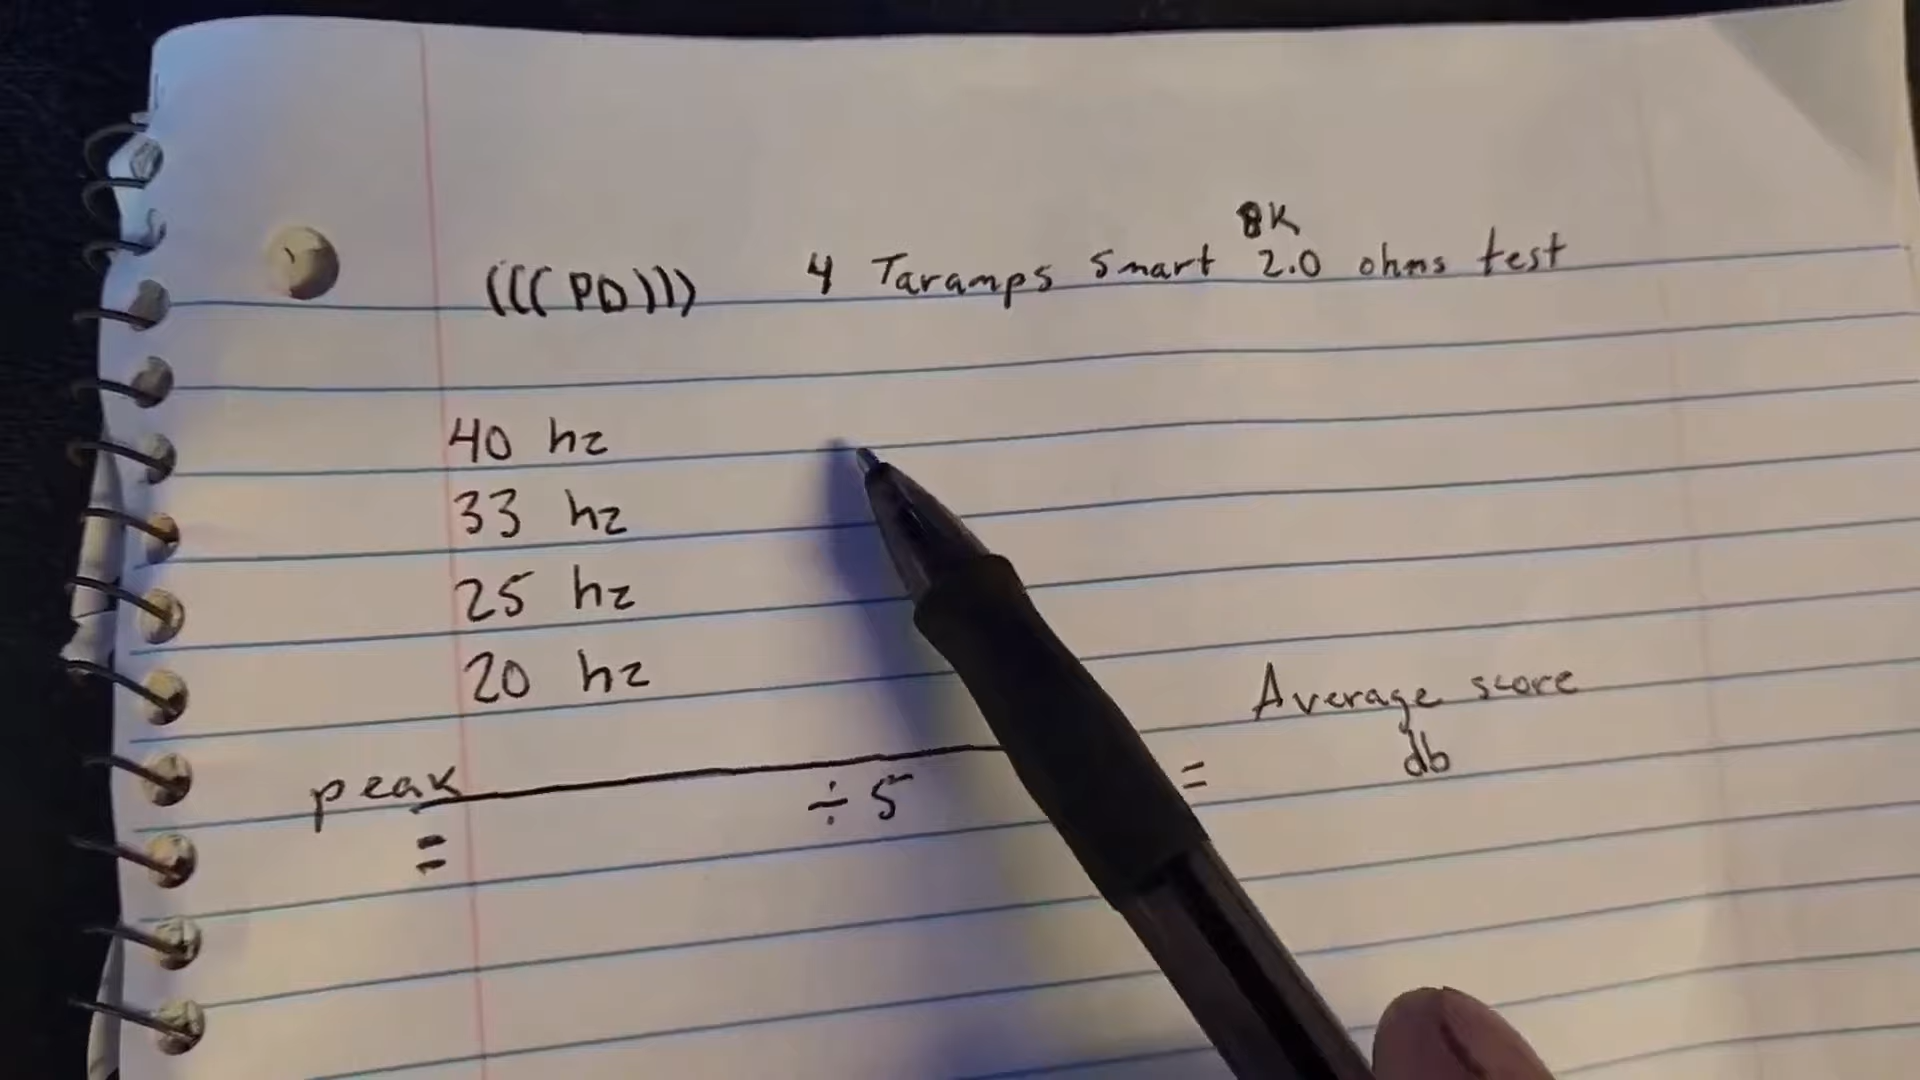 8K
(((PD))) 4 Taramps Smart 2.0 ohms test
40 hz
33 hz
25 hz
20 hz
Average score
peak ÷ 5 = db
=